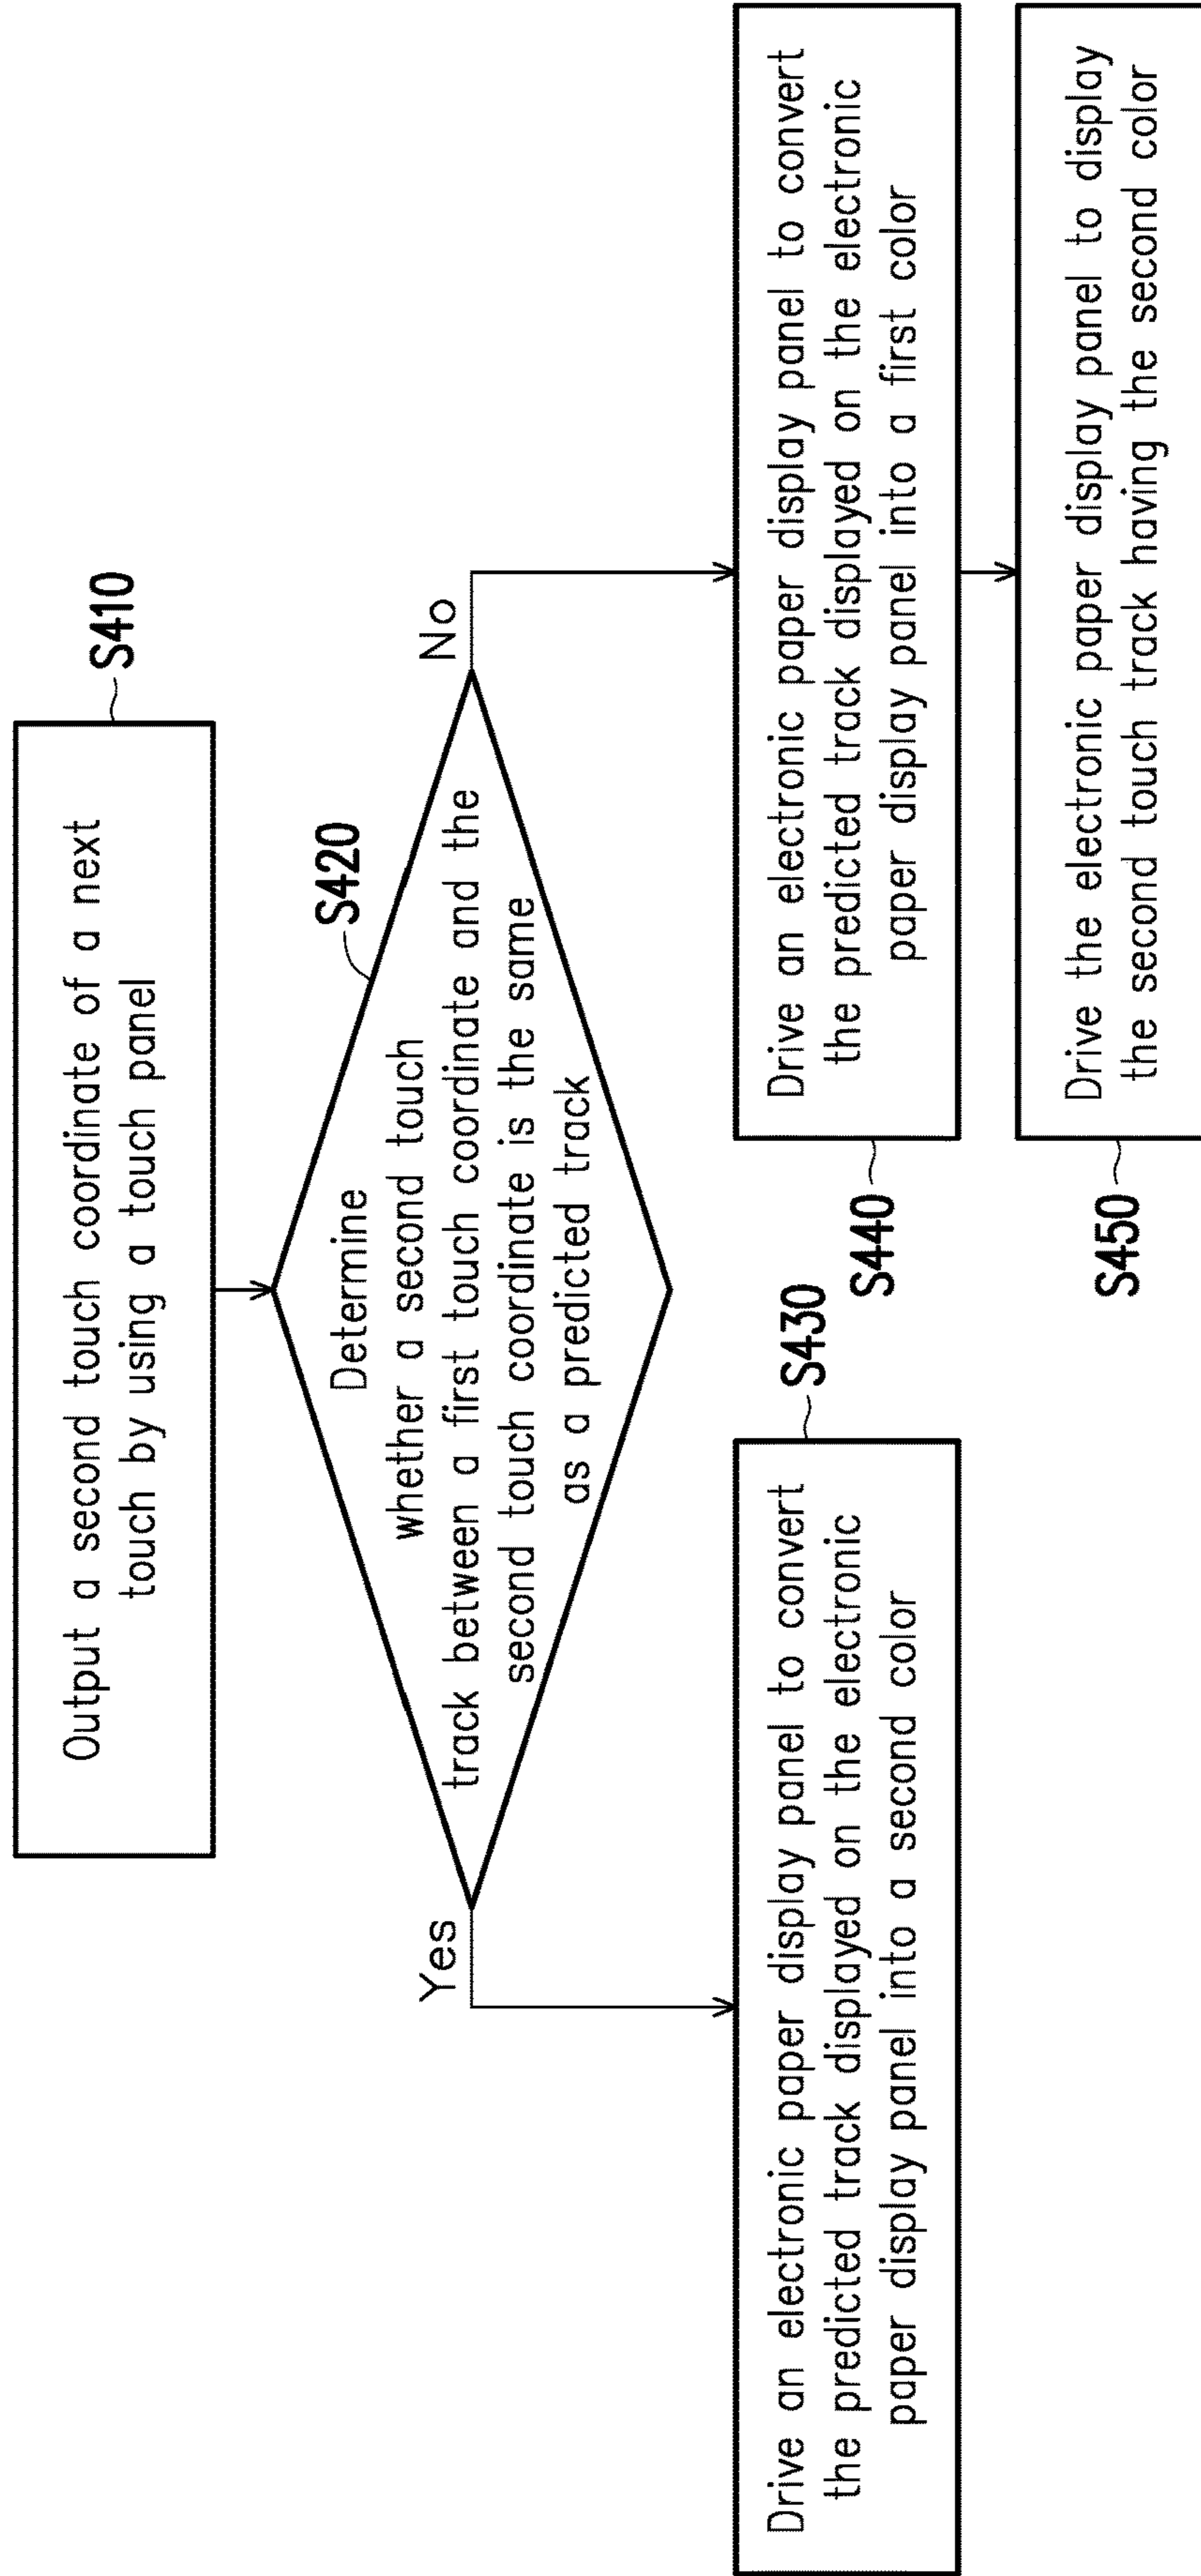 Output a second touch coordinate of a next
touch by using a touch panel
S410
Determine
whether a second touch
track between a first touch coordinate and the
second touch coordinate is the same
as a predicted track
S420
Yes
No
Drive an electronic paper display panel to convert
the predicted track displayed on the electronic
paper display panel into a second color
S430
Drive an electronic paper display panel to convert
the predicted track displayed on the electronic
paper display panel into a first color
S440
Drive the electronic paper display panel to display
the second touch track having the second color
S450